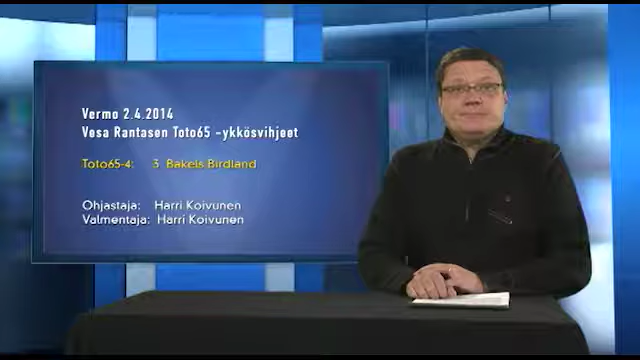 Vermo 2.4.2014
Vesa Rantasen Toto65 -ykkösvihjeet
Toto65-4: 3 Bakels Birdland
Ohjastaja: Harri Koivunen
Valmentaja: Harri Koivunen